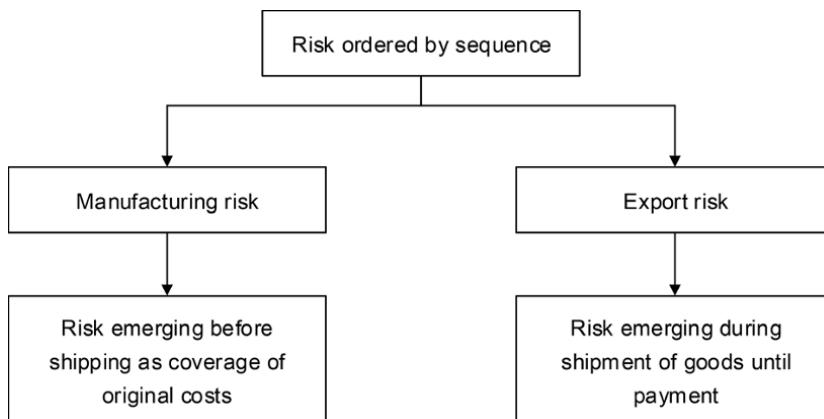 Risk ordered by sequence
Manufacturing risk
Export risk
Risk emerging before
shipping as coverage of
original costs
Risk emerging during
shipment of goods until
payment